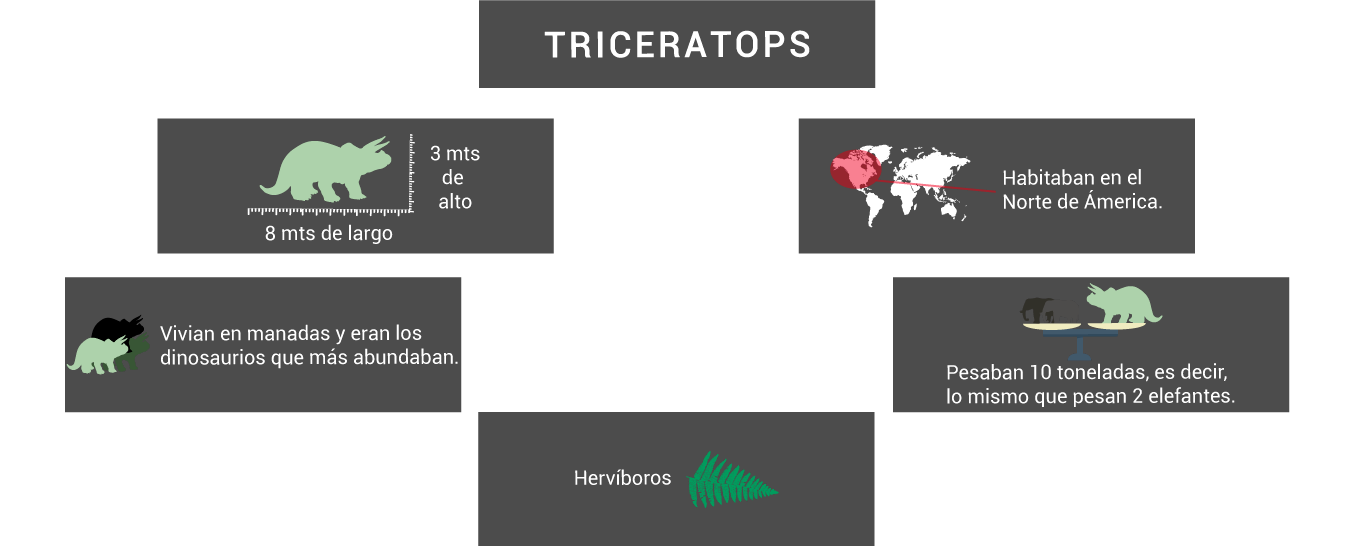 TRICERATOPS
3 mts
de
alto
8 mts de largo
Habitaban en el
Norte de Ámerica.
Vivian en manadas y eran los
dinosaurios que más abundaban.
Pesaban 10 toneladas, es decir,
lo mismo que pesan 2 elefantes.
Hervíboros